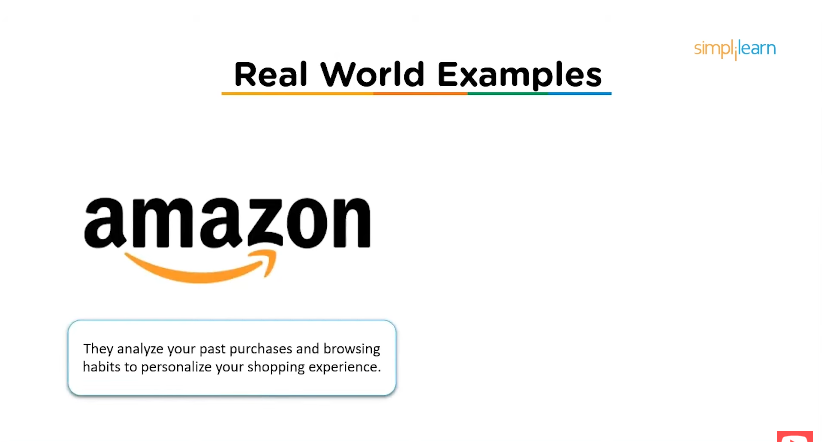 simplilearn
Real World Examples
amazon
They analyze your past purchases and browsing
habits to personalize your shopping experience.